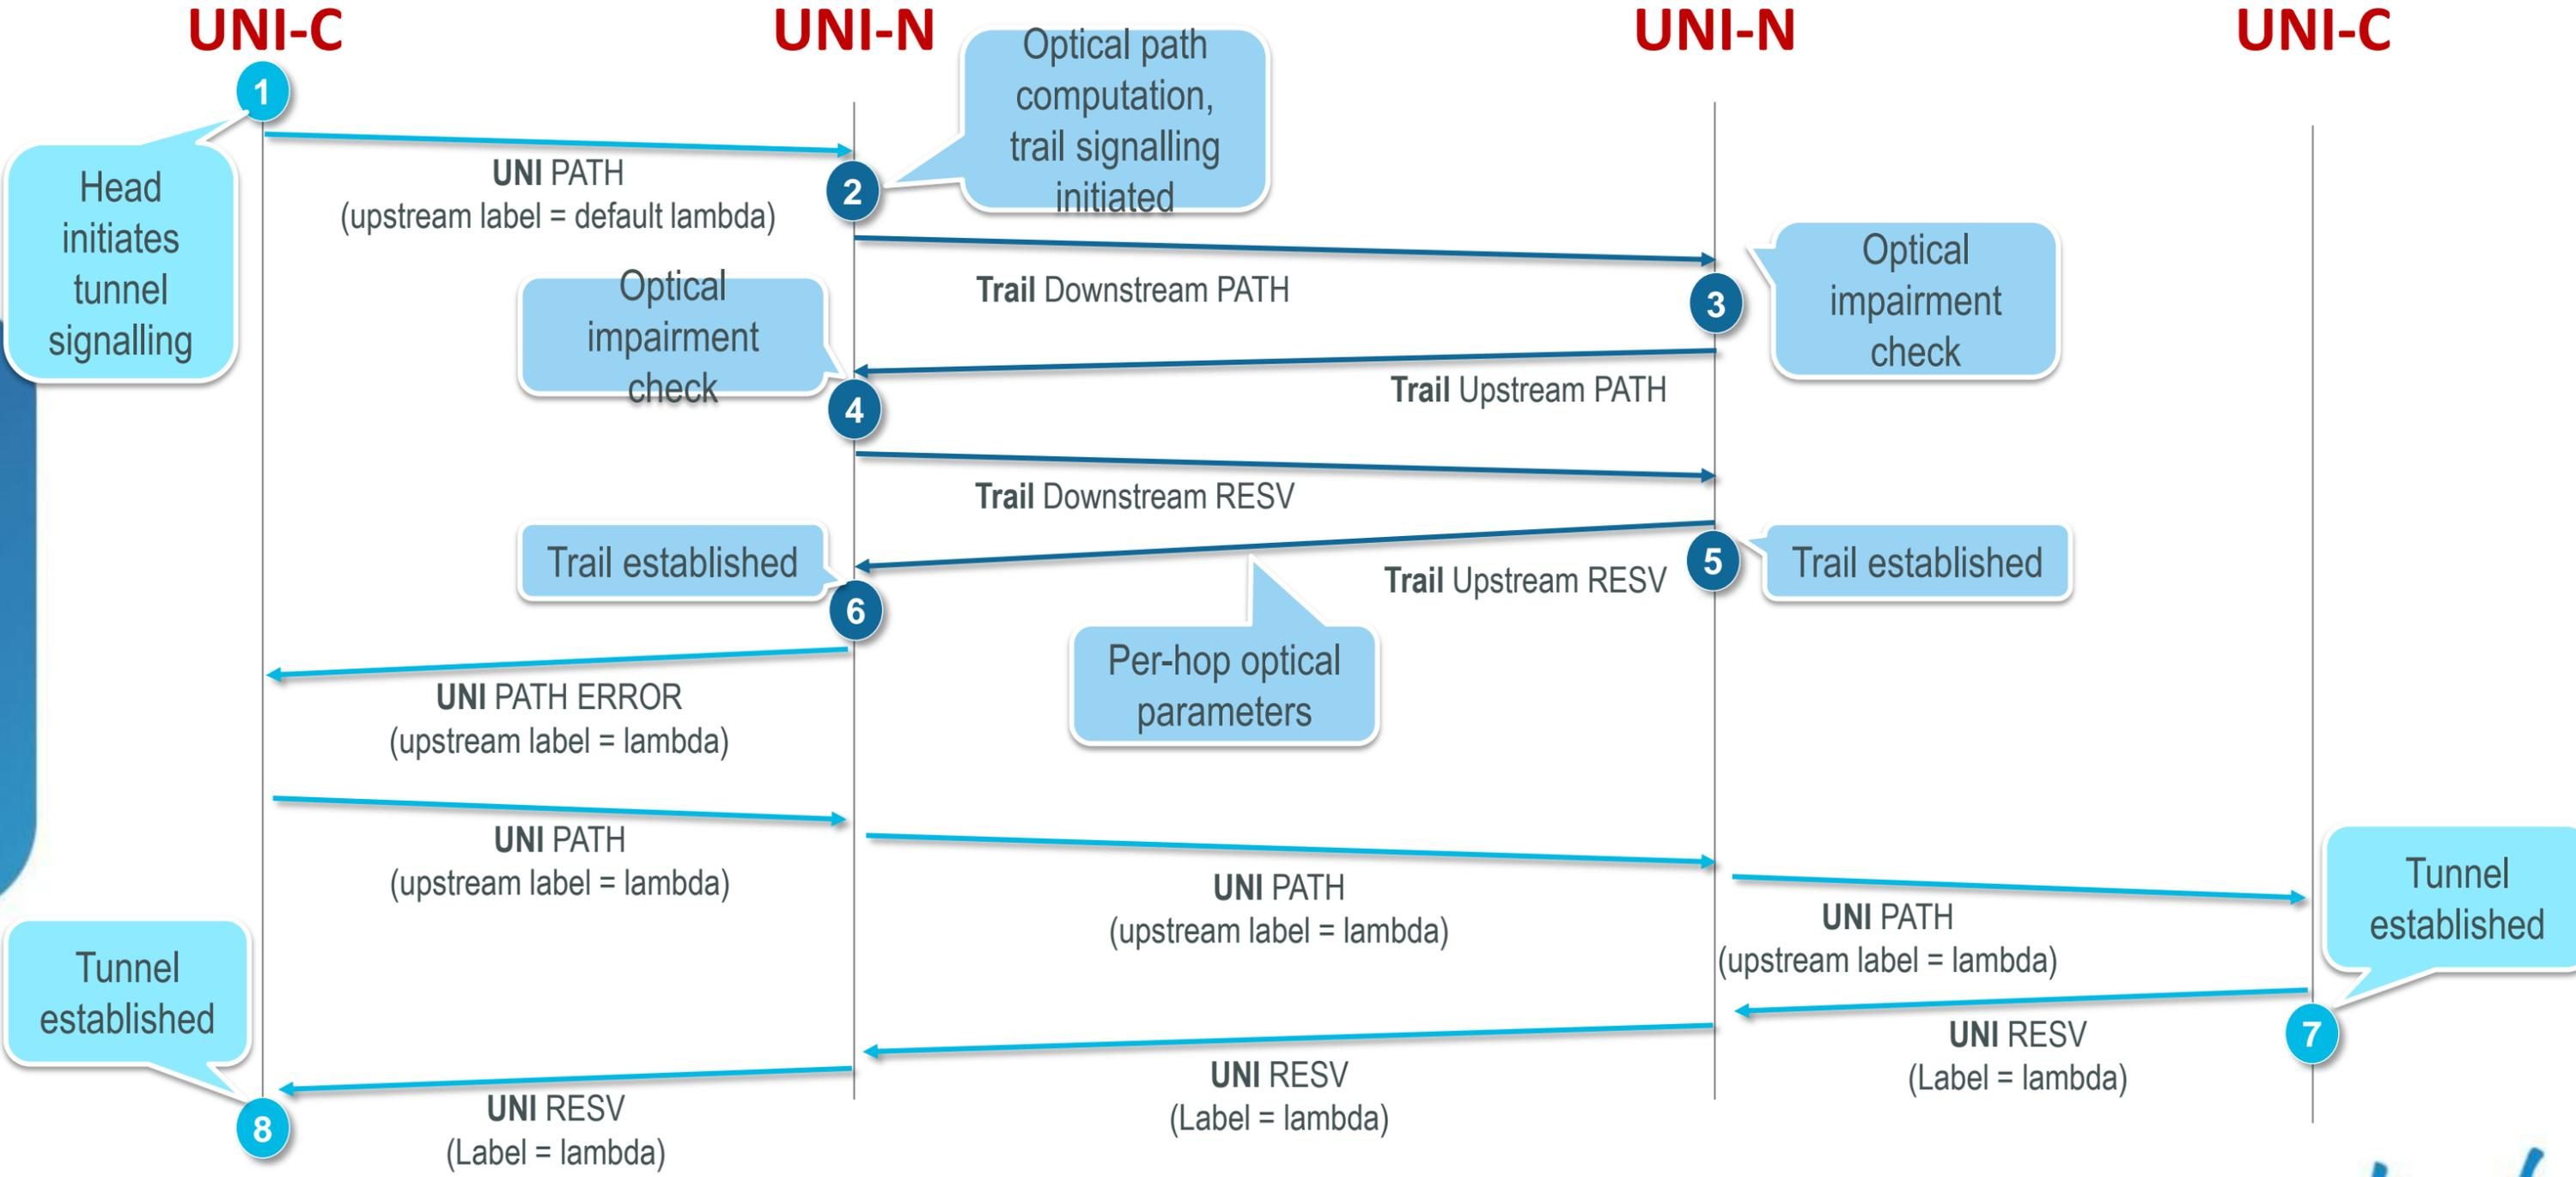 UNI-C
UNI-N
UNI-N
UNI-C
1
Head
initiates
tunnel
signalling
UNI PATH
(upstream label = default lambda)
2
Optical path
computation,
trail signalling
initiated
Trail Downstream PATH
3
Optical
impairment
check
Optical
impairment
check
4
Trail Upstream PATH
Trail Downstream RESV
Trail established
6
Trail Upstream RESV
5
Trail established
Per-hop optical
parameters
UNI PATH ERROR
(upstream label = lambda)
UNI PATH
(upstream label = lambda)
UNI PATH
(upstream label = lambda)
UNI PATH
(upstream label = lambda)
Tunnel
established
7
UNI RESV
(Label = lambda)
UNI RESV
(Label = lambda)
UNI RESV
(Label = lambda)
Tunnel
established
8